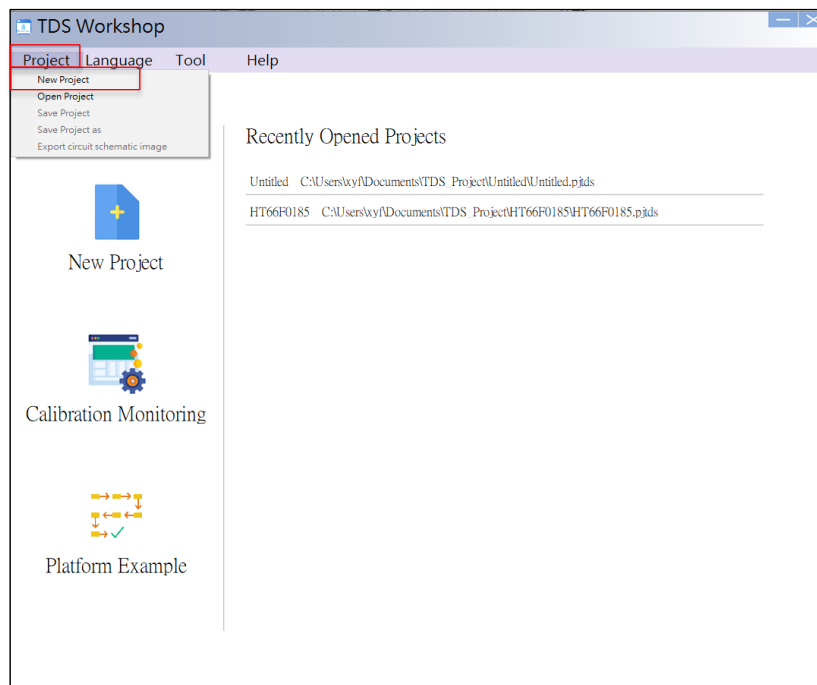 TDS Workshop
Project Language Tool Help
New Project
Open Project
Save Project
Save Project as
Export circuit schematic image
Recently Opened Projects
Untitled C:\Users\xyf\Documents\TDS_Project\Untitled\Untitled.pjtds
HT66F0185 C:\Users\xyf\Documents\TDS_Project\HT66F0185\HT66F0185.pjtds
New Project
Calibration Monitoring
Platform Example